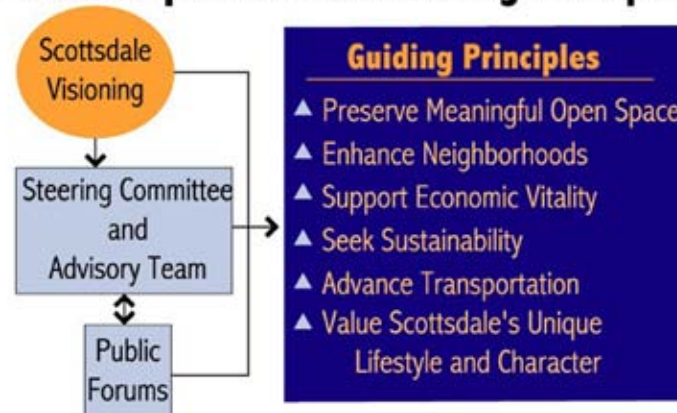 Scottsdale
Visioning
Steering Committee
and
Advisory Team
Public
Forums
Guiding Principles
Preserve Meaningful Open Space
Enhance Neighborhoods
Support Economic Vitality
Seek Sustainability
Advance Transportation
Value Scottsdale's Unique
Lifestyle and Character